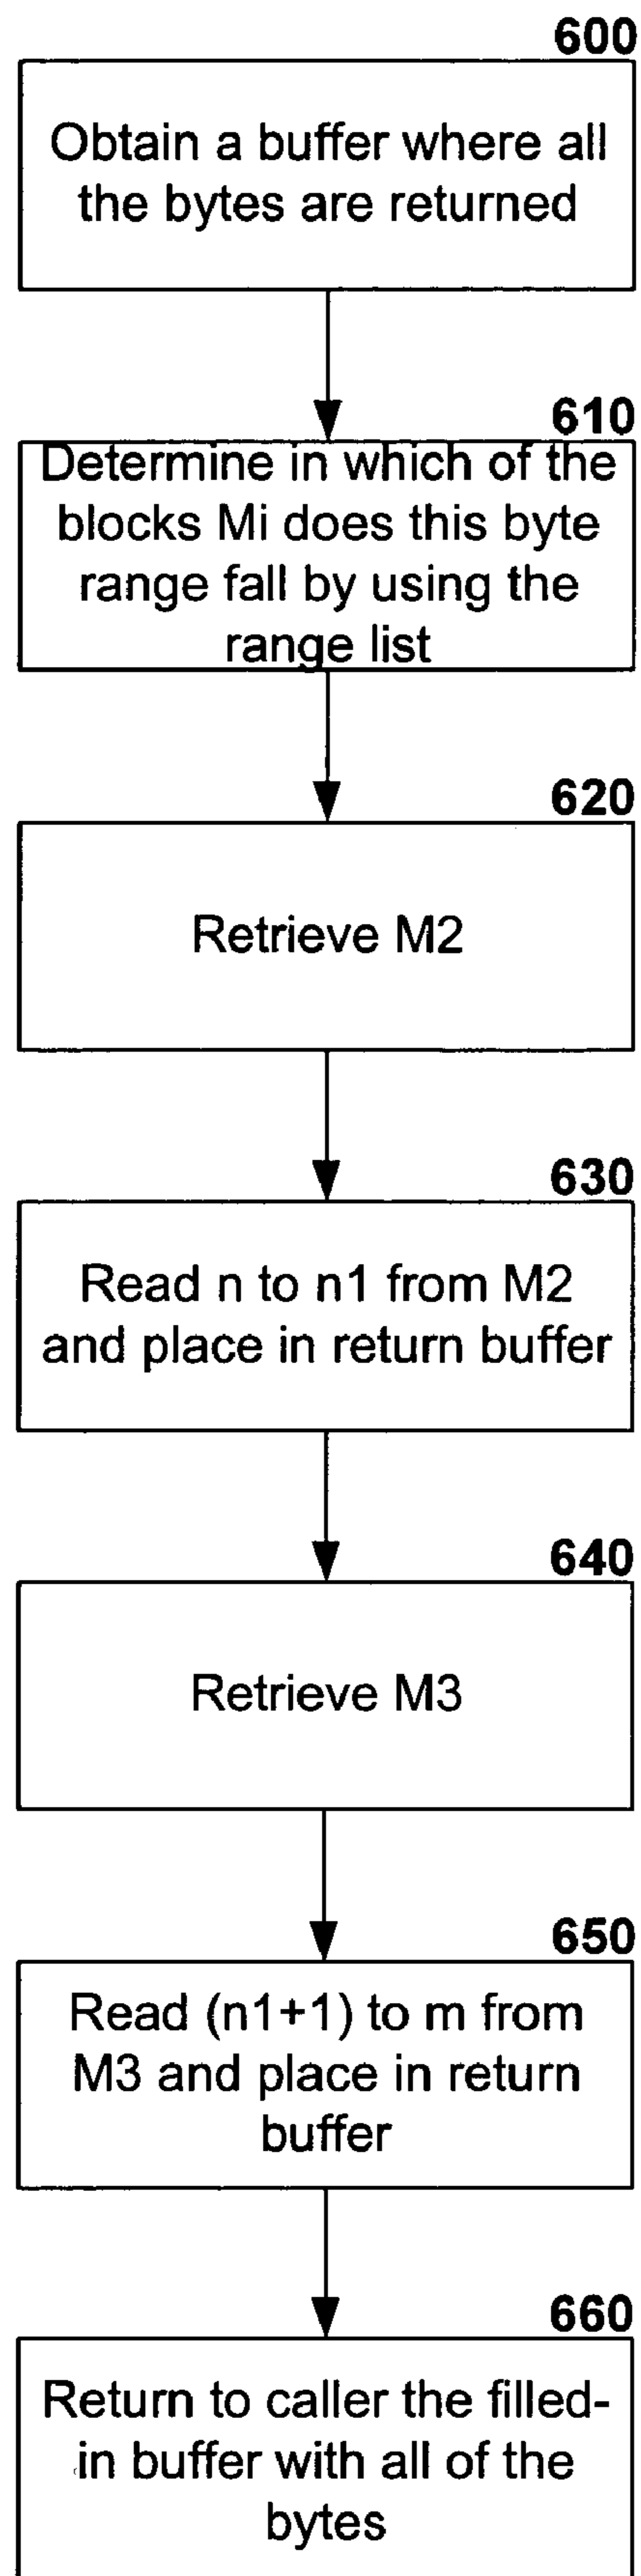 600
Obtain a buffer where all
the bytes are returned
610
Determine in which of the
blocks Mi does this byte
range fall by using the
range list
620
Retrieve M2
630
Read n to n1 from M2
and place in return buffer
640
Retrieve M3
650
Read (n1+1) to m from
M3 and place in return
buffer
660
Return to caller the filled-
in buffer with all of the
bytes